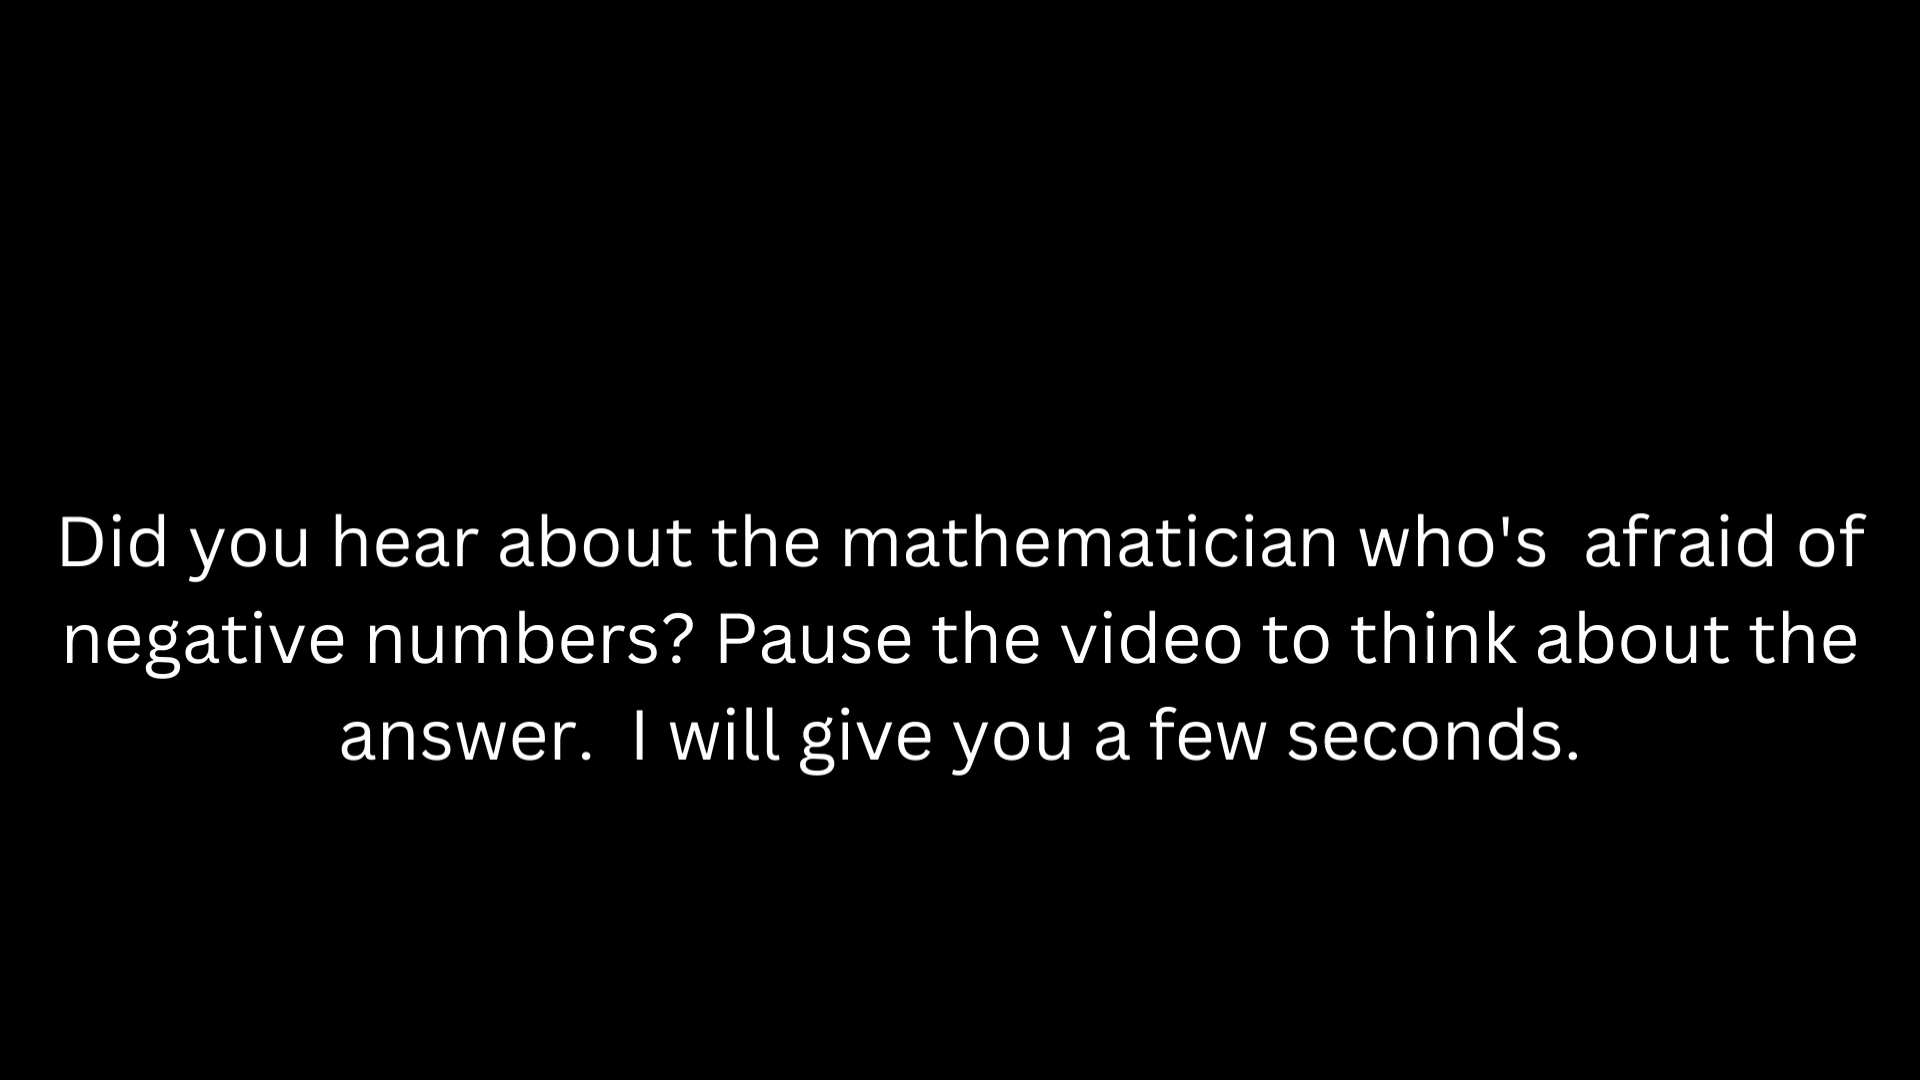 Did you hear about the mathematician who's  afraid of
negative numbers? Pause the video to think about the
answer.  I will give you a few seconds.